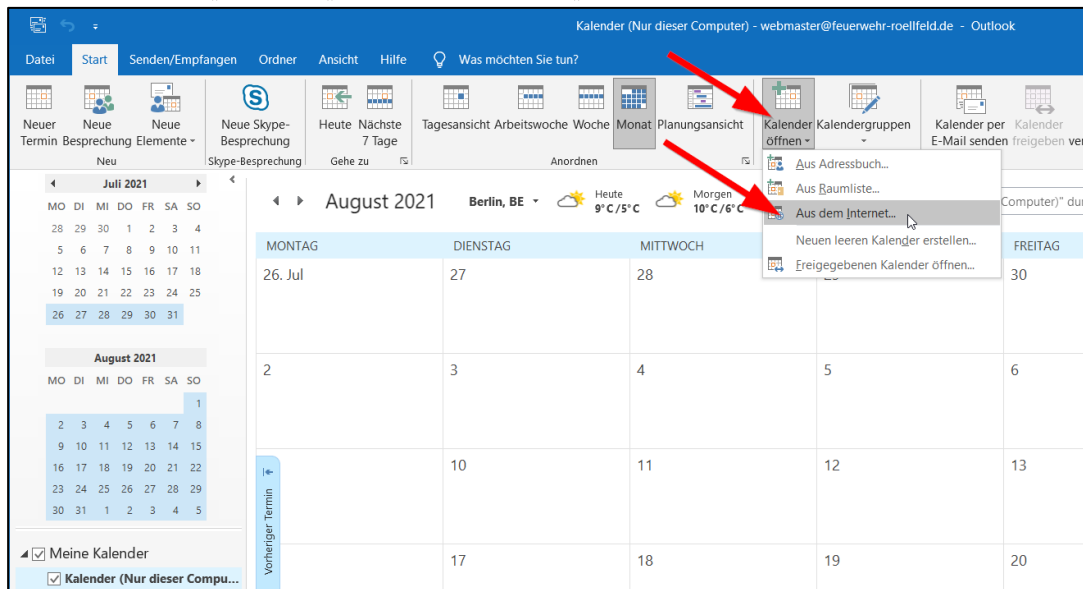 Kalender (Nur dieser Computer) - webmaster@feuerwehr-roellfeld.de - Outlook
Datei Start Senden/Empfangen Ordner Ansicht Hilfe Was möchten Sie tun?
Neuer Termin
Neue Besprechung
Neue Elemente
Neu
Neue Skype-Besprechung
Skype-Besprechung
Heute
Nächste 7 Tage
Gehe zu
Tagesansicht Arbeitswoche Woche Monat Planungsansicht
Anordnen
Kalender öffnen
Kalendergruppen
Kalender per E-Mail senden
Kalender freigeben
Aus Adressbuch...
Aus Raumliste...
Aus dem Internet...
Neuen leeren Kalender erstellen...
Freigegebenen Kalender öffnen...
Juli 2021
MO DI MI DO FR SA SO
28 29 30 1 2 3 4
5 6 7 8 9 10 11
12 13 14 15 16 17 18
19 20 21 22 23 24 25
26 27 28 29 30 31
August 2021
MO DI MI DO FR SA SO
1
2 3 4 5 6 7 8
9 10 11 12 13 14 15
16 17 18 19 20 21 22
23 24 25 26 27 28 29
30 31 1 2 3 4 5
Meine Kalender
Kalender (Nur dieser Compu...
August 2021
Berlin, BE
Heute
9°C/5°C
Morgen
10°C/6°C
Computer)"
MONTAG DIENSTAG MITTWOCH FREITAG
26. Jul 27 28 30
2 3 4 5 6
10 11 12 13
17 18 19 20
Vorheriger Termin